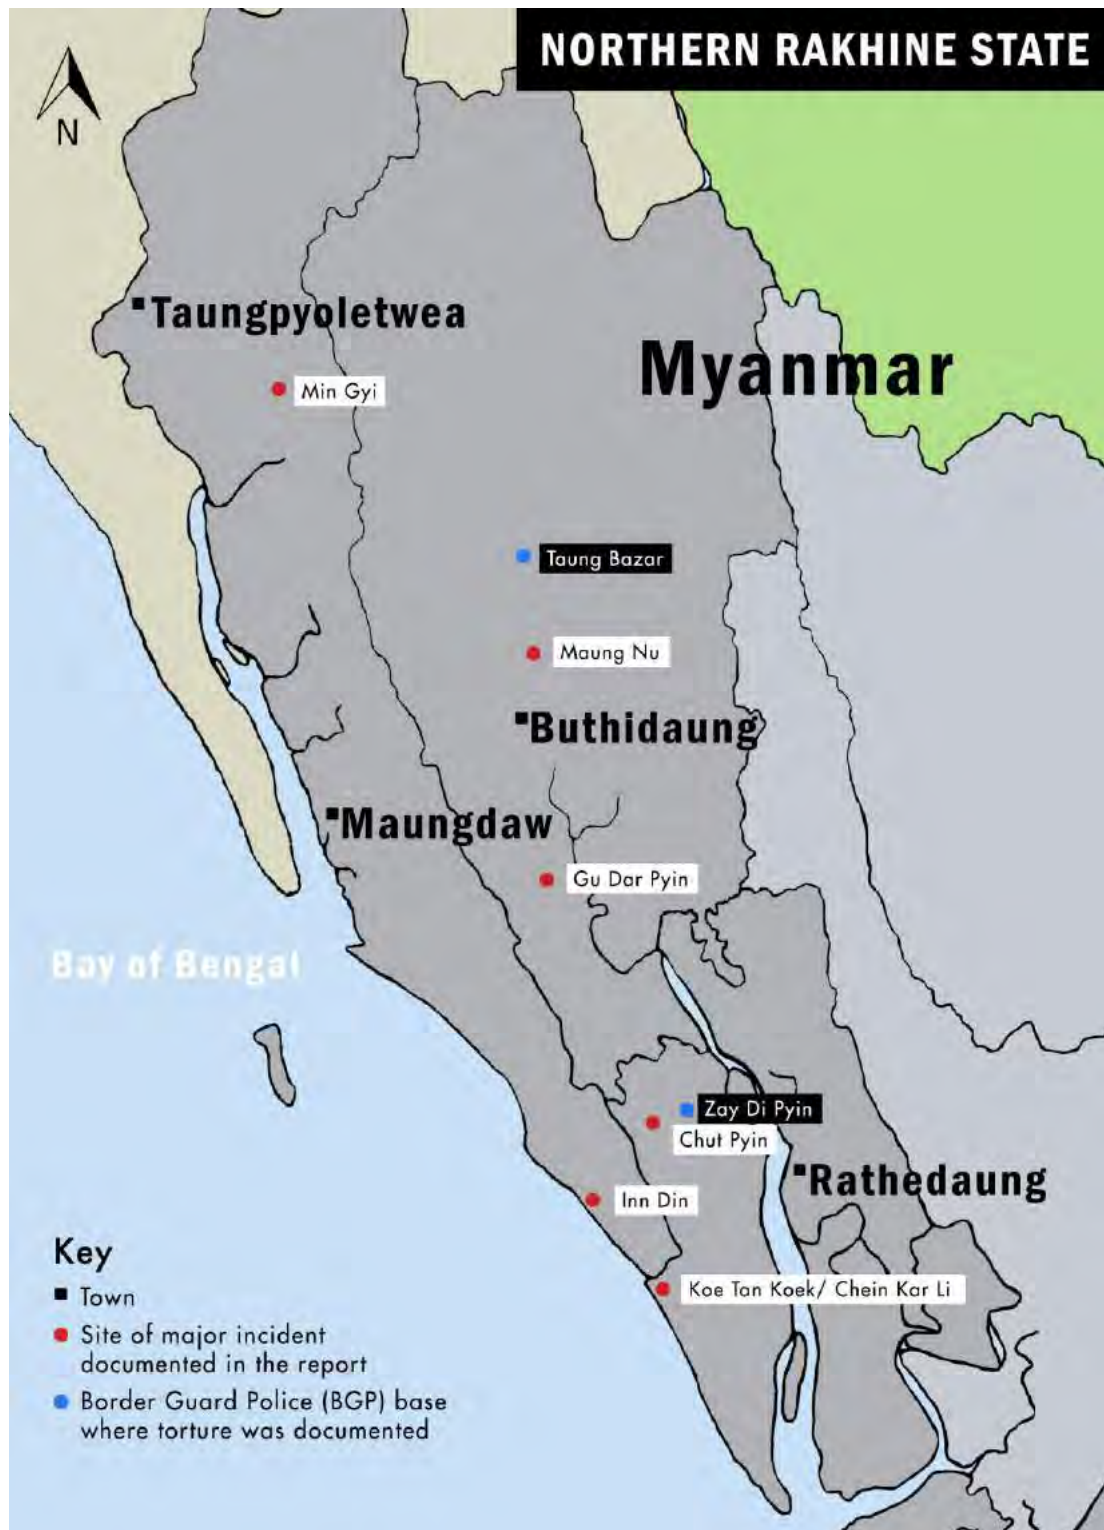 NORTHERN RAKHINE STATE
N
Taungpyoletwea
Myanmar
Min Gyi
Taung Bazar
Maung Nu
Buthidaung
Maungdaw
Gu Dar Pyin
Bay of Bengal
Zay Di Pyin
Chut Pyin
Rathedaung
Inn Din
Koe Tan Koek/ Chein Kar Li
Key
Town
Site of major incident
documented in the report
Border Guard Police (BGP) base
where torture was documented